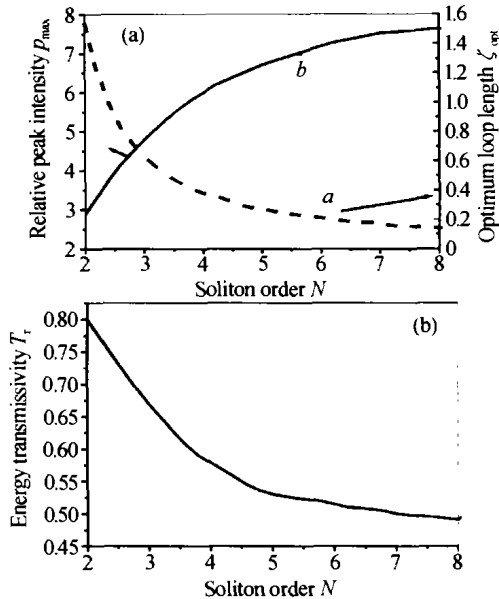 (a)
Relative peak intensity p_max
8
7
6
5
4
3
2
b
a
1.6
1.4
1.2
1.0
0.8
0.6
0.4
0.2
0
Optimum loop length ζ_opt
2 3 4 5 6 7 8
Soliton order N
(b)
Energy transmissivity T_r
0.80
0.75
0.70
0.65
0.60
0.55
0.50
0.45
2 3 4 5 6 7 8
Soliton order N